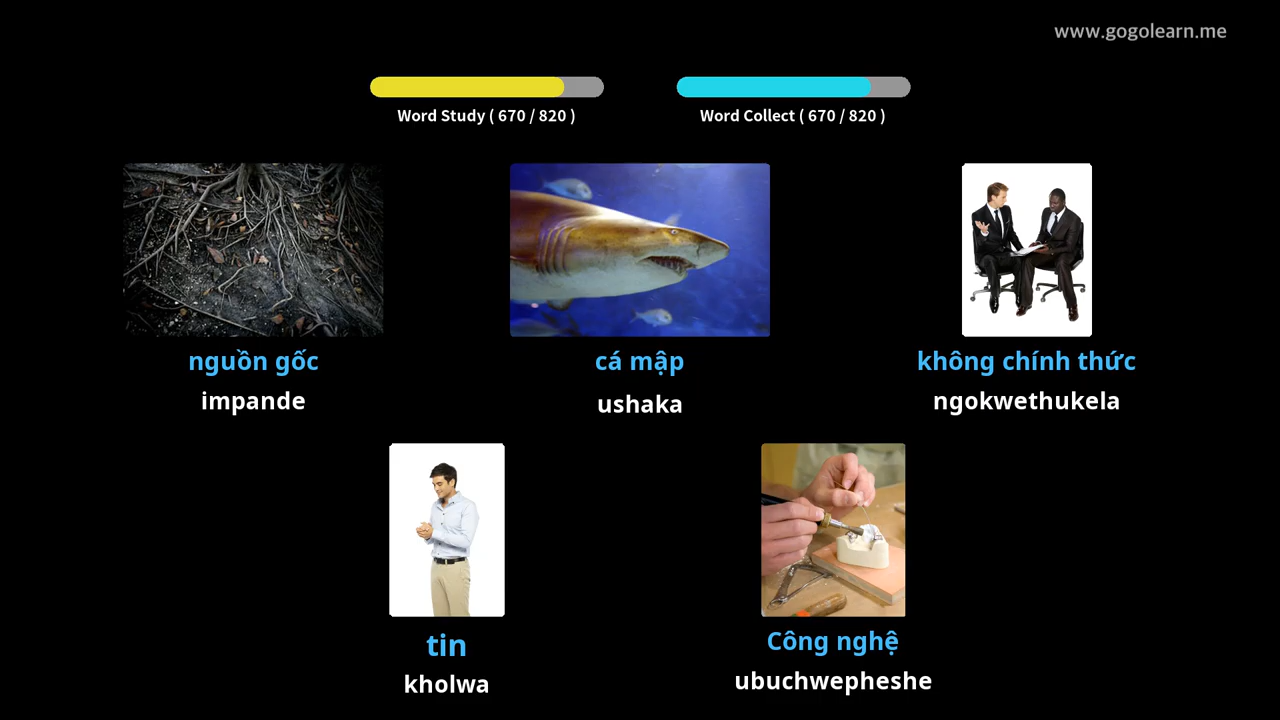 www.gogolearn.me
Word Study ( 670 / 820 )
Word Collect ( 670 / 820 )
nguồn gốc
impande
cá mập
ushaka
không chính thức
ngokwethukela
tin
kholwa
Công nghệ
ubuchwepheshe